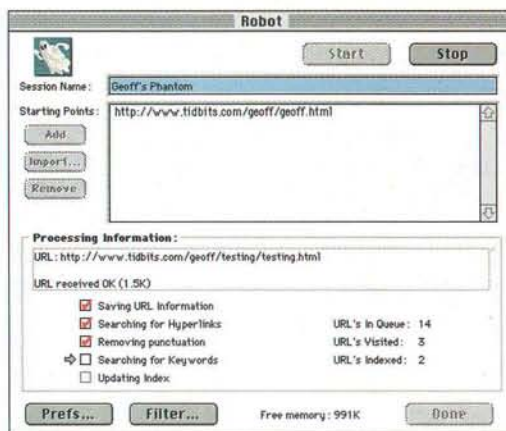 Robot
Start Stop
Session Name: Geoff's Phantom
Starting Points: http://www.tidbits.com/geoff/geoff.html
Add
Import...
Remove
Processing Information:
URL: http://www.tidbits.com/geoff/testing/testing.html
URL received OK (1.5K)
Saving URL Information
Searching for Hyperlinks URL's In Queue: 14
Removing punctuation URL's Visited: 3
Searching for Keywords URL's Indexed: 2
Updating Index
Prefs... Filter... Free memory: 991K Done